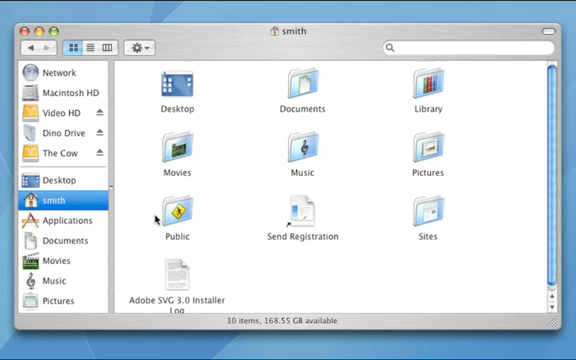 smith
Network
Macintosh HD
Video HD
Dino Drive
The Cow
Desktop
smith
Applications
Documents
Movies
Music
Pictures
Desktop
Documents
Library
Movies
Music
Pictures
Public
Send Registration
Sites
Adobe SVG 3.0 Installer
Log
10 items, 168.55 GB available